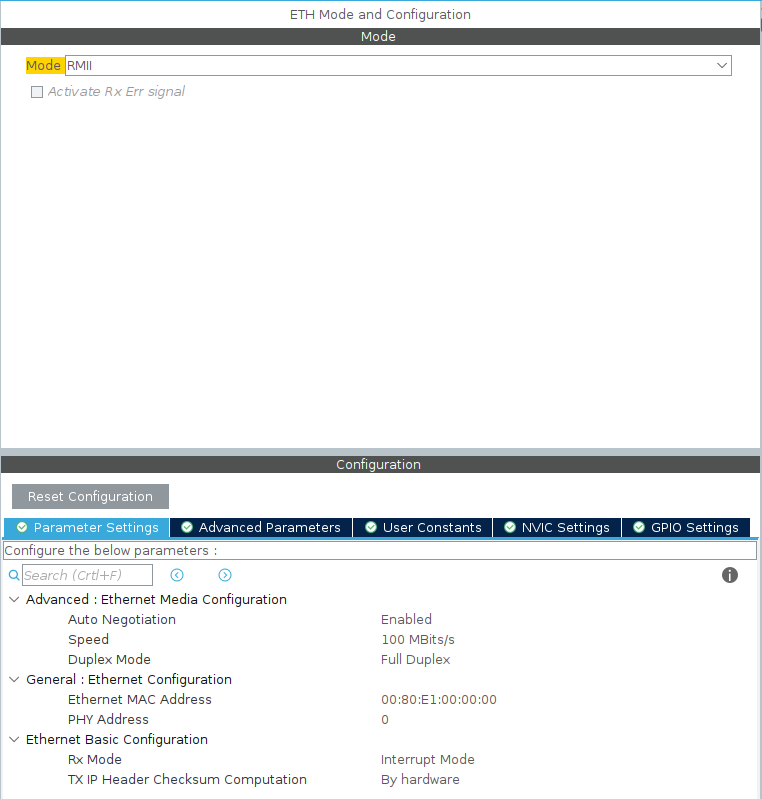 ETH Mode and Configuration
Mode
Mode RMII
Activate Rx Err signal
Configuration
Reset Configuration
Parameter Settings Advanced Parameters User Constants NVIC Settings GPIO Settings
Configure the below parameters :
Search (Crtl+F)
Advanced : Ethernet Media Configuration
Auto Negotiation Enabled
Speed 100 MBits/s
Duplex Mode Full Duplex
General : Ethernet Configuration
Ethernet MAC Address 00:80:E1:00:00:00
PHY Address 0
Ethernet Basic Configuration
Rx Mode Interrupt Mode
TX IP Header Checksum Computation By hardware